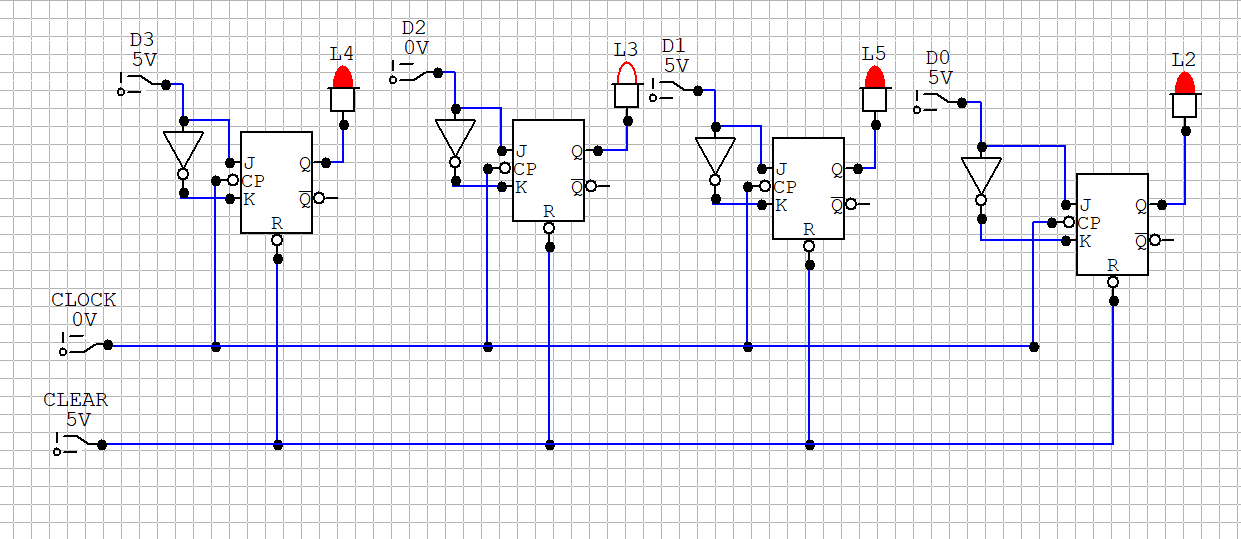 D3
5V
L4
D2
0V
L3
D1
5V
L5
D0
5V
L2
J
CP
K
Q
Q̅
R
J
CP
K
Q
Q̅
R
J
CP
K
Q
Q̅
R
J
CP
K
Q
Q̅
R
CLOCK
0V
CLEAR
5V